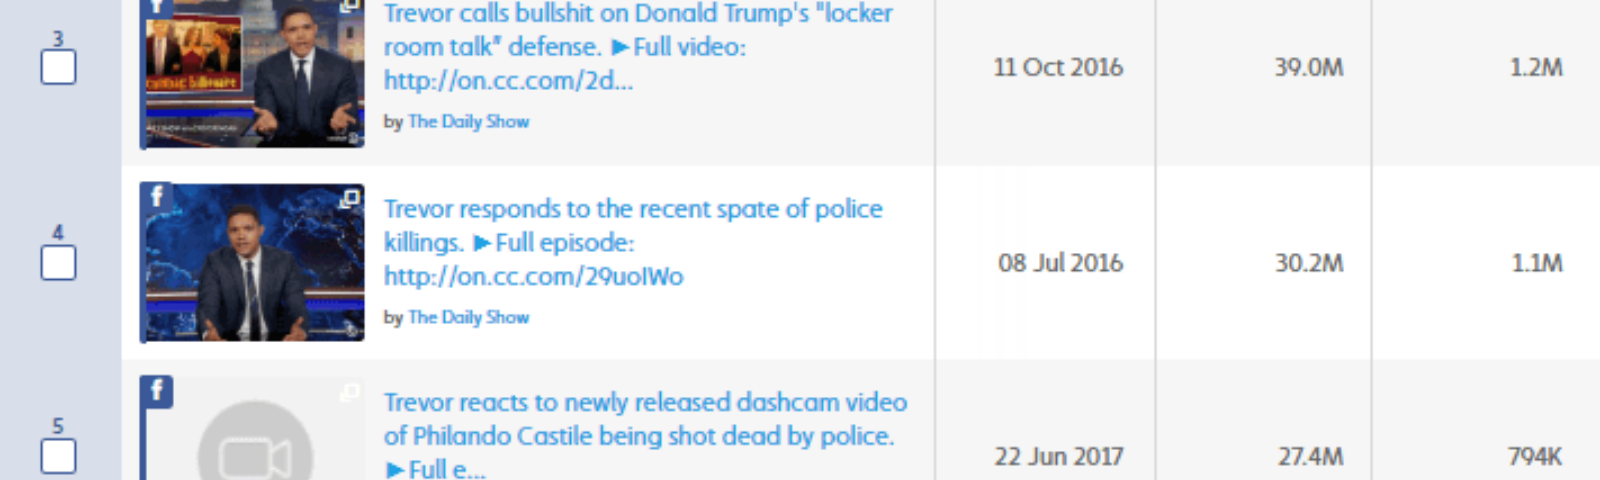 3
Trevor calls bullshit on Donald Trump's "locker
room talk" defense. ►Full video:
http://on.cc.com/2d...
by The Daily Show
11 Oct 2016
39.0M
1.2M
4
Trevor responds to the recent spate of police
killings. ►Full episode:
http://on.cc.com/29uoIWo
by The Daily Show
08 Jul 2016
30.2M
1.1M
5
Trevor reacts to newly released dashcam video
of Philando Castile being shot dead by police.
►Full e...
22 Jun 2017
27.4M
794K